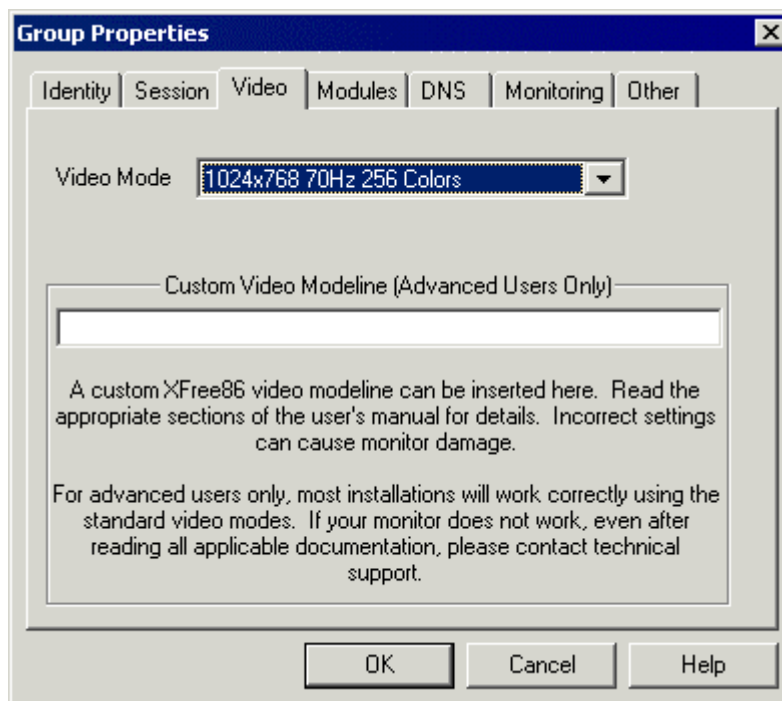 Group Properties
Identity Session Video Modules DNS Monitoring Other
Video Mode 1024x768 70Hz 256 Colors
Custom Video Modeline (Advanced Users Only)
A custom XFree86 video modeline can be inserted here.  Read the
appropriate sections of the user's manual for details.  Incorrect settings
can cause monitor damage.
For advanced users only, most installations will work correctly using the
standard video modes.  If your monitor does not work, even after
reading all applicable documentation, please contact technical
support.
OK Cancel Help